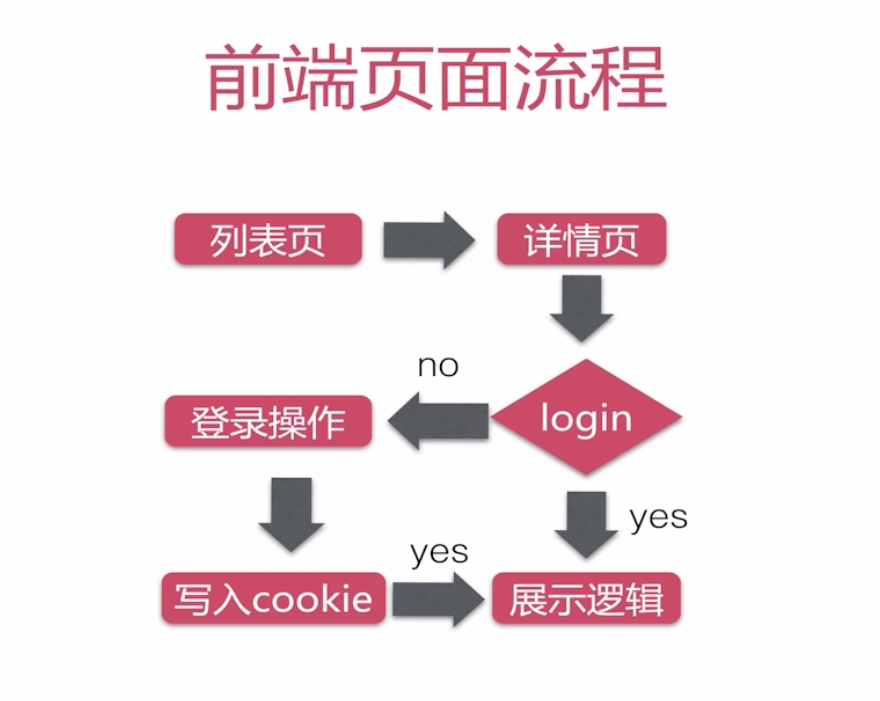 前端页面流程
列表页
详情页
no
login
登录操作
yes
yes
写入cookie
展示逻辑